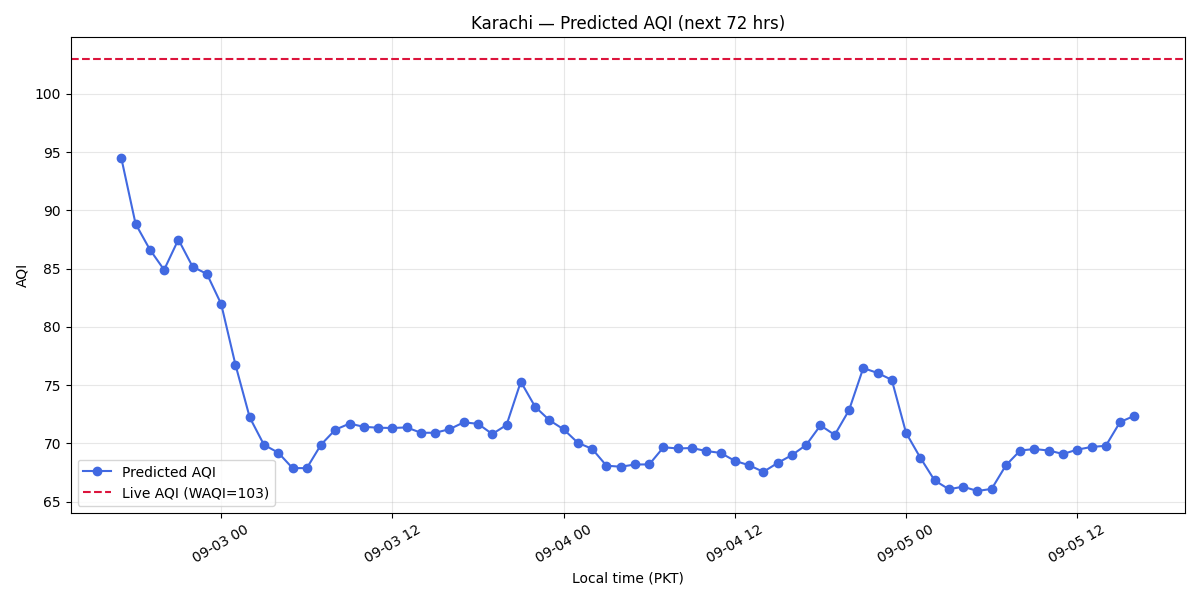 Karachi — Predicted AQI (next 72 hrs)
AQI
100
95
90
85
80
75
70
65
Predicted AQI
Live AQI (WAQI=103)
09-03 00
09-03 12
09-04 00
09-04 12
09-05 00
09-05 12
Local time (PKT)